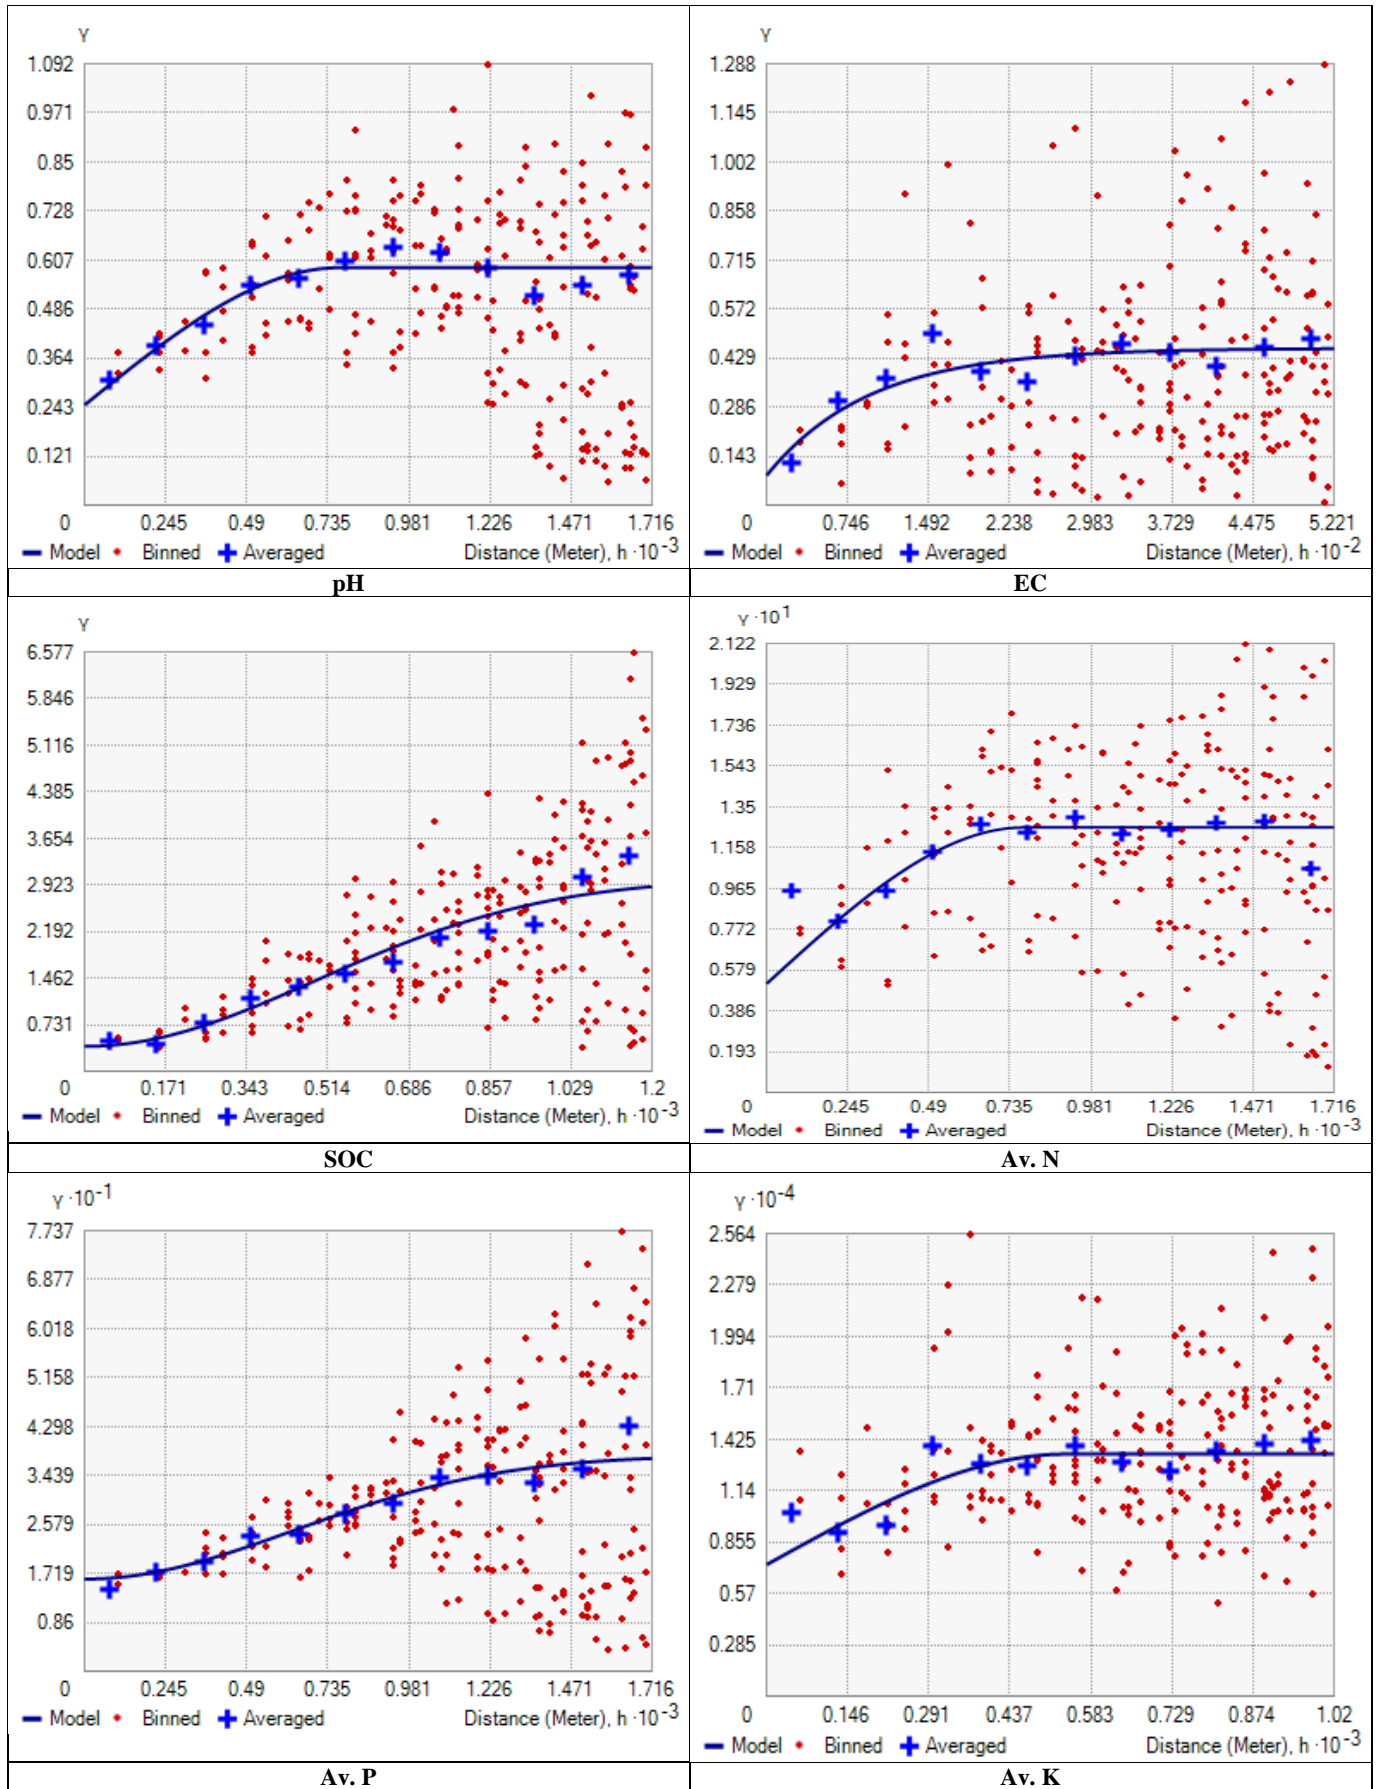 γ
1.092
0.971
0.85
0.728
0.607
0.486
0.364
0.243
0.121
0 0.245 0.49 0.735 0.981 1.226 1.471 1.716
Distance (Meter), h ·10⁻³
Model Binned Averaged
pH
γ
1.288
1.145
1.002
0.858
0.715
0.572
0.429
0.286
0.143
0 0.746 1.492 2.238 2.983 3.729 4.475 5.221
Distance (Meter), h ·10⁻²
Model Binned Averaged
EC
γ
6.577
5.846
5.116
4.385
3.654
2.923
2.192
1.462
0.731
0 0.171 0.343 0.514 0.686 0.857 1.029 1.2
Distance (Meter), h ·10⁻³
Model Binned Averaged
SOC
γ ·10¹
2.122
1.929
1.736
1.543
1.35
1.158
0.965
0.772
0.579
0.386
0.193
0 0.245 0.49 0.735 0.981 1.226 1.471 1.716
Distance (Meter), h ·10⁻³
Model Binned Averaged
Av. N
γ ·10⁻¹
7.737
6.877
6.018
5.158
4.298
3.439
2.579
1.719
0.86
0 0.245 0.49 0.735 0.981 1.226 1.471 1.716
Distance (Meter), h ·10⁻³
Model Binned Averaged
Av. P
γ ·10⁻⁴
2.564
2.279
1.994
1.71
1.425
1.14
0.855
0.57
0.285
0 0.146 0.291 0.437 0.583 0.729 0.874 1.02
Distance (Meter), h ·10⁻³
Model Binned Averaged
Av. K